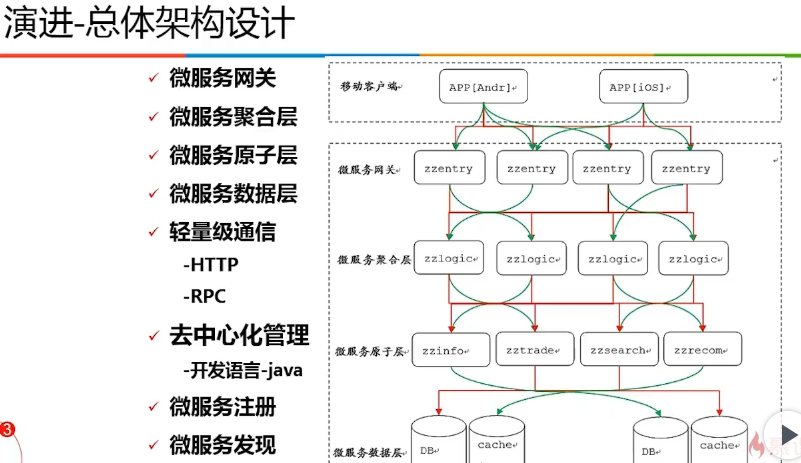 演进-总体架构设计
微服务网关
微服务聚合层
微服务原子层
微服务数据层
轻量级通信
-HTTP
-RPC
去中心化管理
-开发语言-java
微服务注册
微服务发现
3
移动客户端
APP[Andr]
APP[iOS]
微服务网关
zzentry
zzentry
zzentry
zzentry
微服务聚合层
zzlogic
zzlogic
zzlogic
zzlogic
微服务原子层
zzinfo
zztrade
zzsearch
zzrecom
微服务数据层
DB
cache
DB
cache